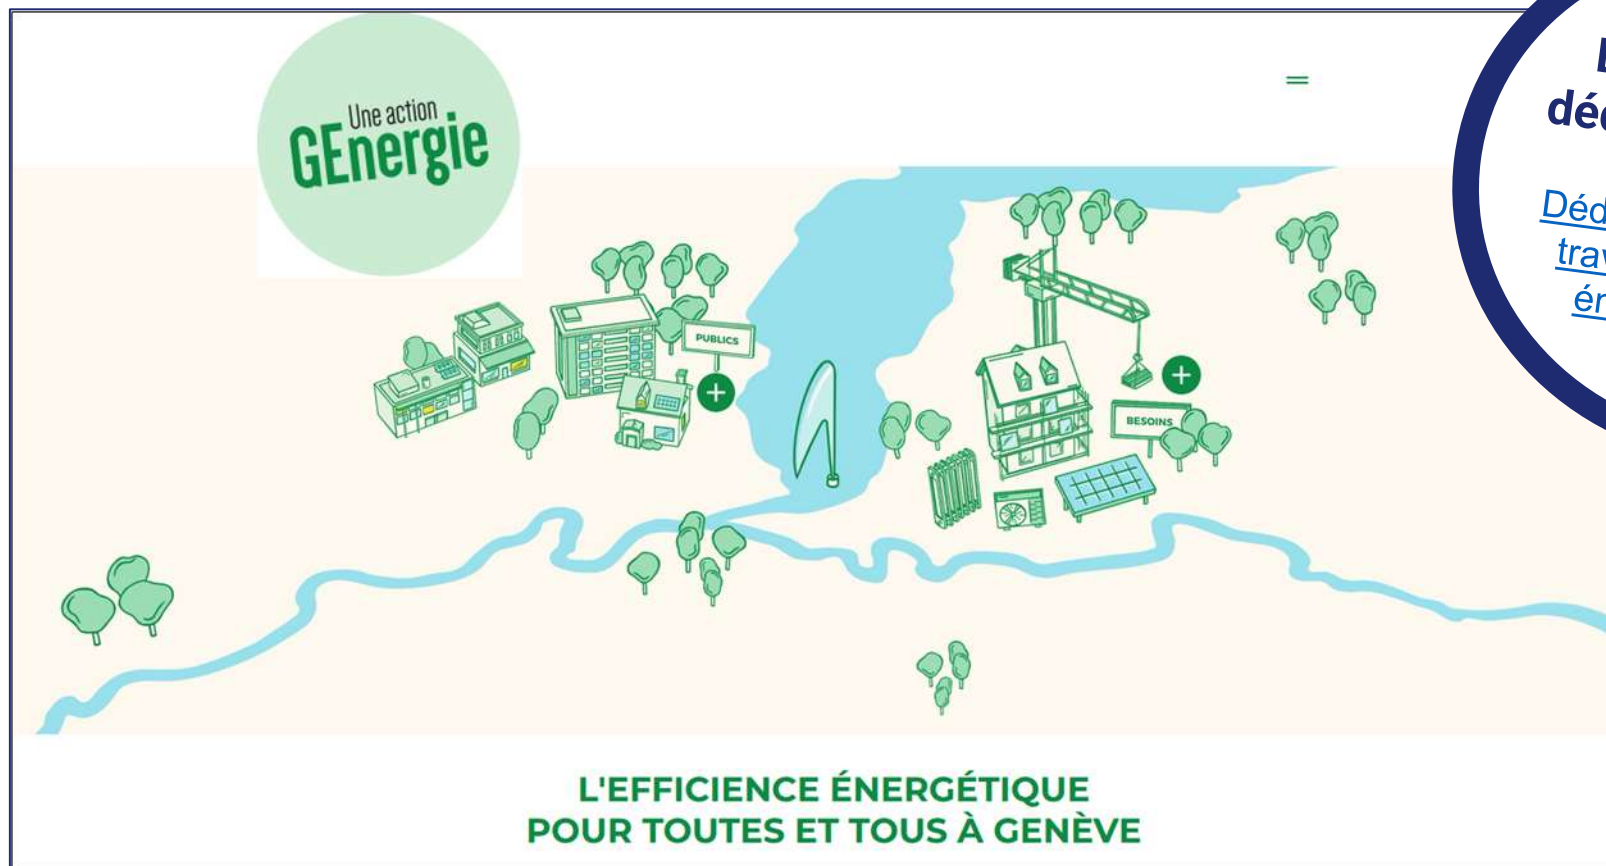 Une action
GEnergie
PUBLICS
BESOINS
L'EFFICIENCE ÉNERGÉTIQUE
POUR TOUTES ET TOUS À GENÈVE